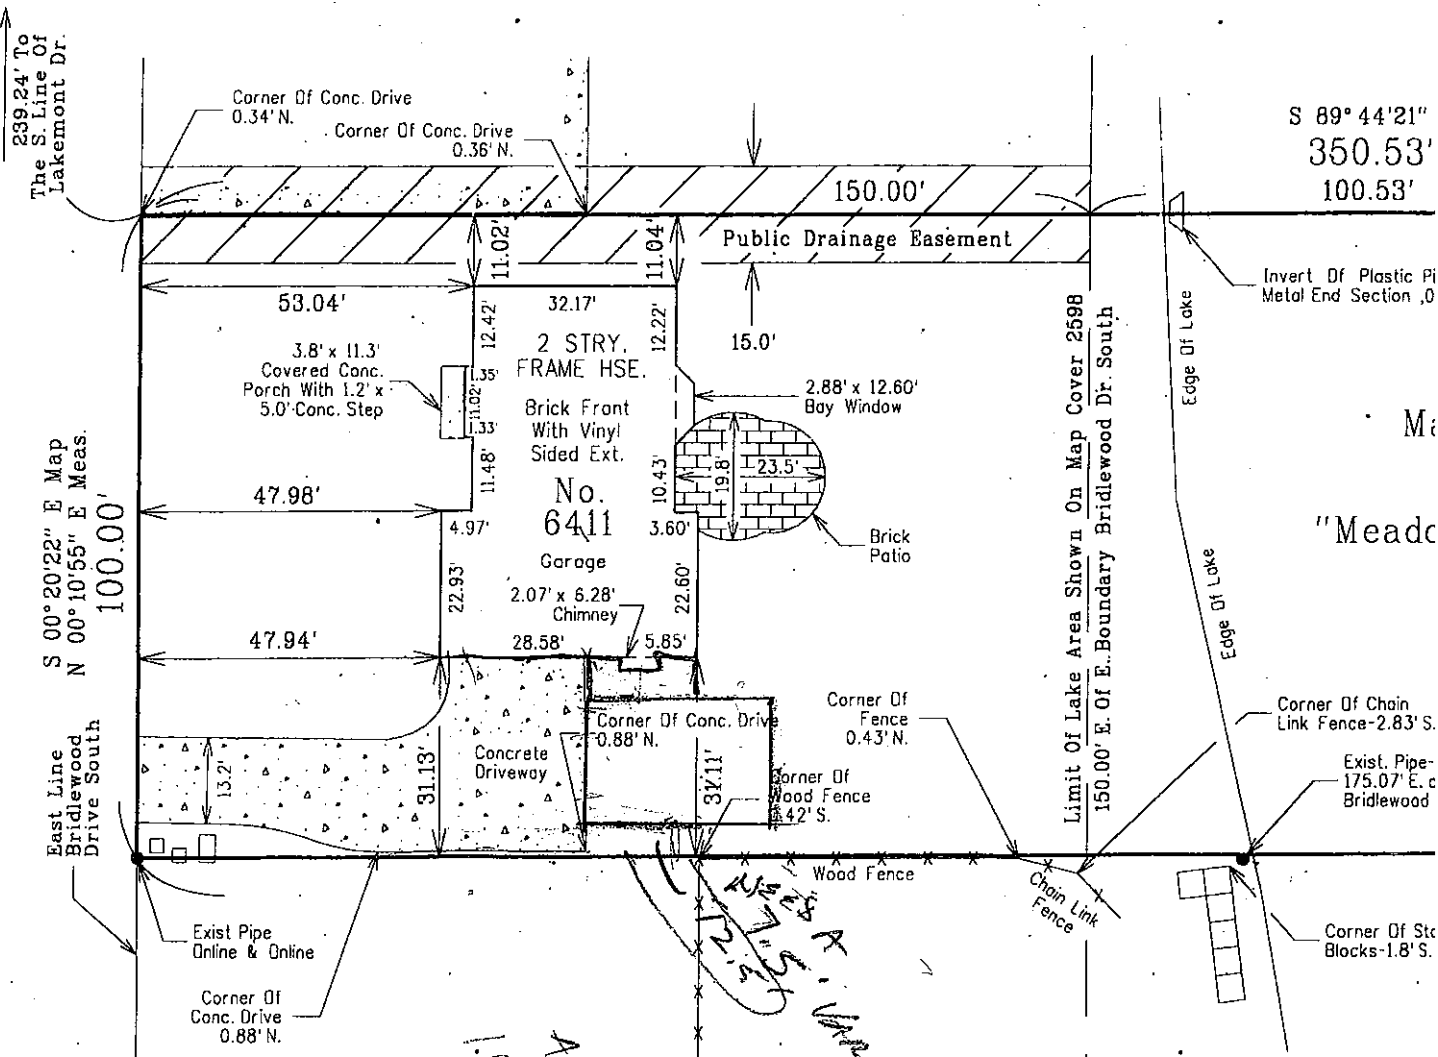 239.24' To
The S. Line Of
Lakemont Dr.
Corner Of Conc. Drive
0.34' N.
Corner Of Conc. Drive
0.36' N.
S 89° 44'21"
350.53'
100.53'
150.00'
Public Drainage Easement
11.02'
11.04'
53.04'
32.17'
12.42'
12.22'
15.0'
2 STRY.
FRAME HSE.
Brick Front
With Vinyl
Sided Ext.
No.
6411
Garage
3.8' x 11.3'
Covered Conc.
Porch With 1.2' x
5.0' Conc. Step
1.35'
11.02'
1.33'
11.48'
2.88' x 12.60'
Bay Window
10.43'
19.8'
23.5'
Brick
Patio
47.98'
4.97'
3.60'
22.93'
22.60'
2.07' x 6.28'
Chimney
47.94'
28.58'
5.85'
S 00° 20'22" E Map
N 00° 10'55" E Meas.
100.00'
East Line
Bridlewood
Drive South
13.2'
31.13'
Concrete
Driveway
Corner Of Conc. Drive
0.88' N.
31.11'
Corner Of
Wood Fence
.42' S.
Corner Of
Fence
0.43' N.
Limit Of Lake Area Shown On Map Cover 2598
150.00' E. Of E. Boundary Bridlewood Dr. South
Edge Of Lake
Edge Of Lake
Invert Of Plastic Pi
Metal End Section ,0
Ma
"Meado
Corner Of Chain
Link Fence-2.83' S.
Exist. Pipe-
175.07' E. o
Bridlewood
Wood Fence
Chain Link
Fence
Corner Of Sto
Blocks-1.8' S.
Exist Pipe
Online & Online
Corner Of
Conc. Drive
0.88' N.